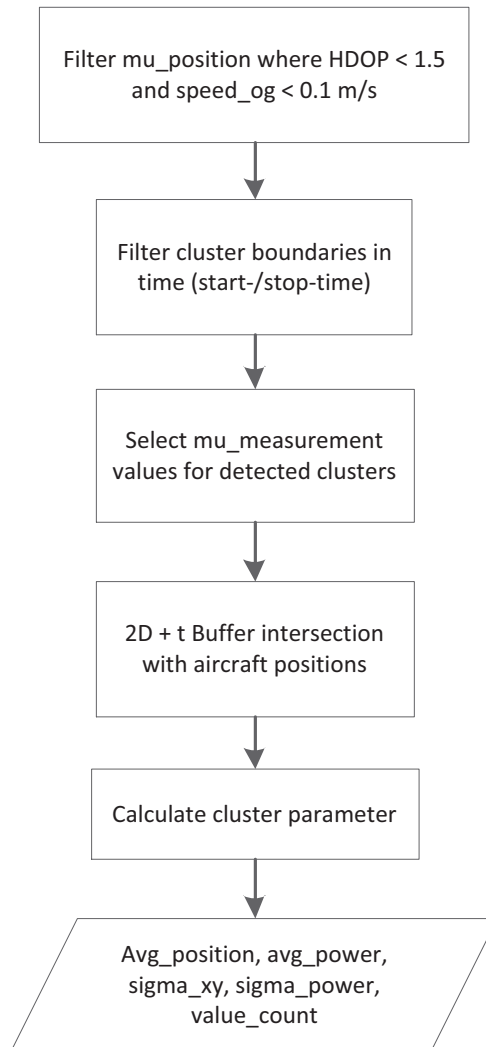 Filter mu_position where HDOP < 1.5
and speed_og < 0.1 m/s
Filter cluster boundaries in
time (start-/stop-time)
Select mu_measurement
values for detected clusters
2D + t Buffer intersection
with aircraft positions
Calculate cluster parameter
Avg_position, avg_power,
sigma_xy, sigma_power,
value_count